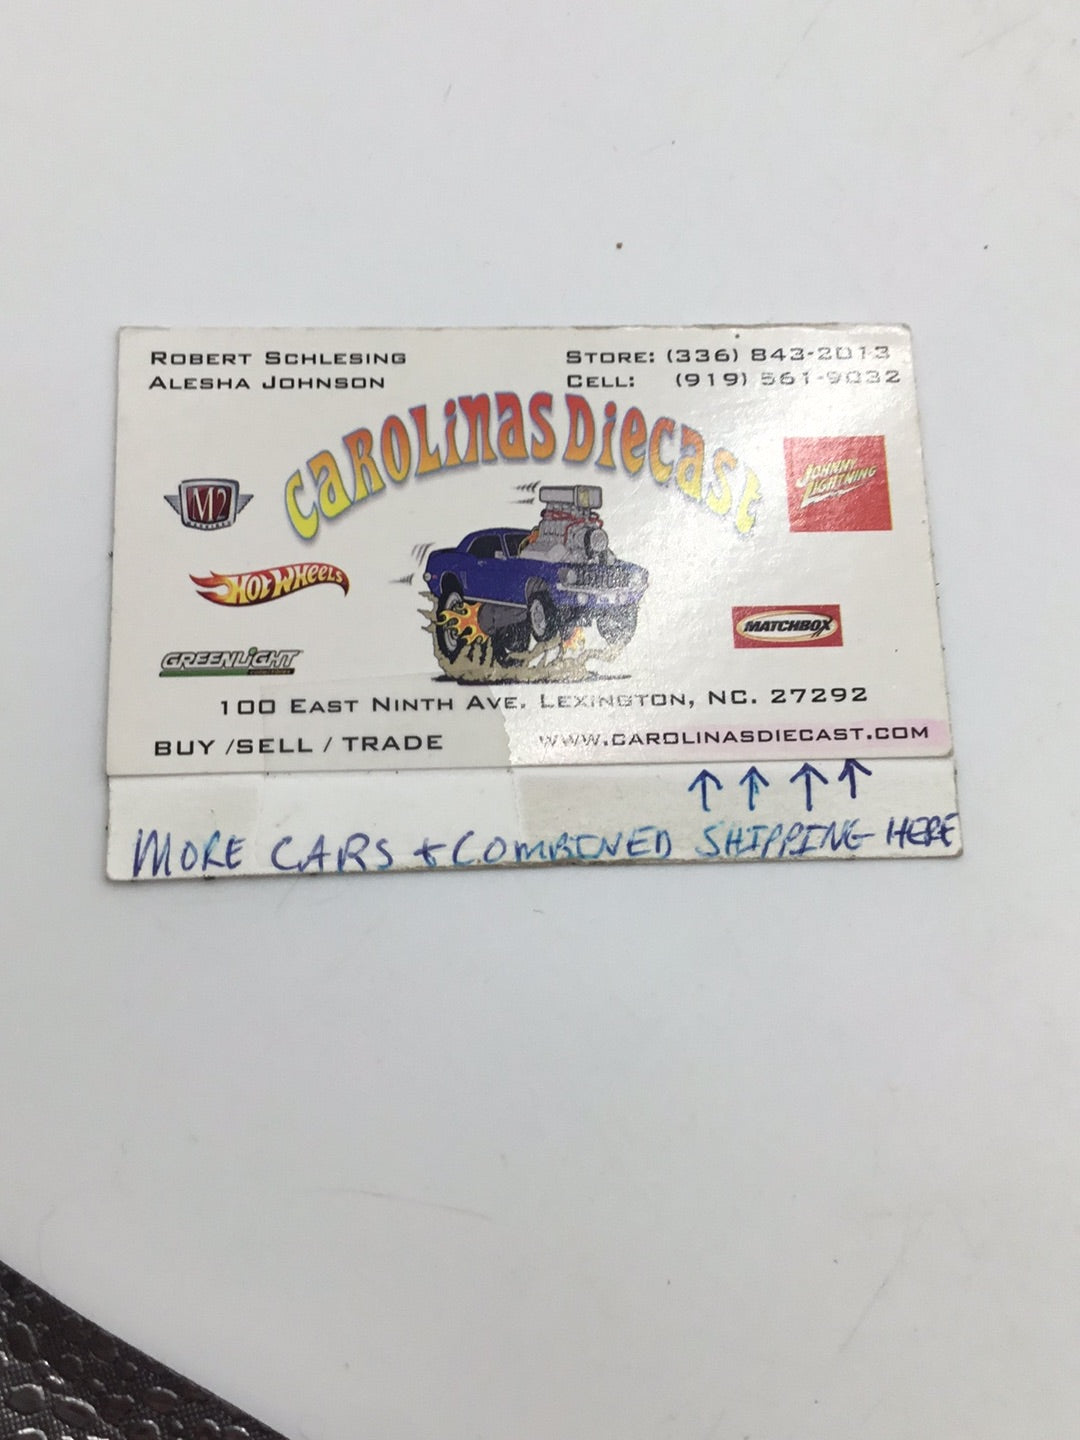 ROBERT SCHLESING
ALESHA JOHNSON
STORE: (336) 843-2013
CELL: (919) 561-9032
CAROLINAS DIECAST
M2
JOHNNY LIGHTNING
HOT WHEELS
MATCHBOX
GREENLIGHT
100 EAST NINTH AVE. LEXINGTON, NC. 27292
BUY /SELL / TRADE
WWW.CAROLINASDIECAST.COM
↑ ↑ ↑ ↑
MORE CARS + COMBINED SHIPPING HERE